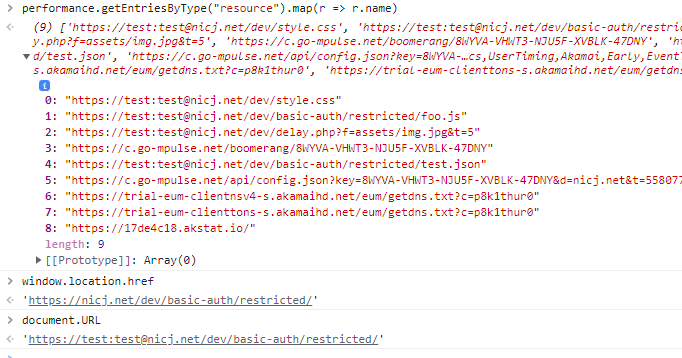 performance.getEntriesByType("resource").map(r => r.name)
(9) ['https://test:test@nicj.net/dev/style.css', 'https://test:test@nicj.net/dev/basic-auth/restric
y.php?f=assets/img.jpg&t=5', 'https://c.go-mpulse.net/boomerang/8WYVA-VHWT3-NJU5F-XVBLK-47DNY', 'ht
d/test.json', 'https://c.go-mpulse.net/api/config.json?key=8WYVA-…cs,UserTiming,Akamai,Early,EventT
s.akamaihd.net/eum/getdns.txt?c=p8k1thur0', 'https://trial-eum-clienttons-s.akamaihd.net/eum/getdns
0: "https://test:test@nicj.net/dev/style.css"
1: "https://test:test@nicj.net/dev/basic-auth/restricted/foo.js"
2: "https://test:test@nicj.net/dev/delay.php?f=assets/img.jpg&t=5"
3: "https://c.go-mpulse.net/boomerang/8WYVA-VHWT3-NJU5F-XVBLK-47DNY"
4: "https://test:test@nicj.net/dev/basic-auth/restricted/test.json"
5: "https://c.go-mpulse.net/api/config.json?key=8WYVA-VHWT3-NJU5F-XVBLK-47DNY&d=nicj.net&t=558077
6: "https://trial-eum-clientnsv4-s.akamaihd.net/eum/getdns.txt?c=p8k1thur0"
7: "https://trial-eum-clienttons-s.akamaihd.net/eum/getdns.txt?c=p8k1thur0"
8: "https://17de4c18.akstat.io/"
length: 9
[[Prototype]]: Array(0)
window.location.href
'https://nicj.net/dev/basic-auth/restricted/'
document.URL
'https://test:test@nicj.net/dev/basic-auth/restricted/'